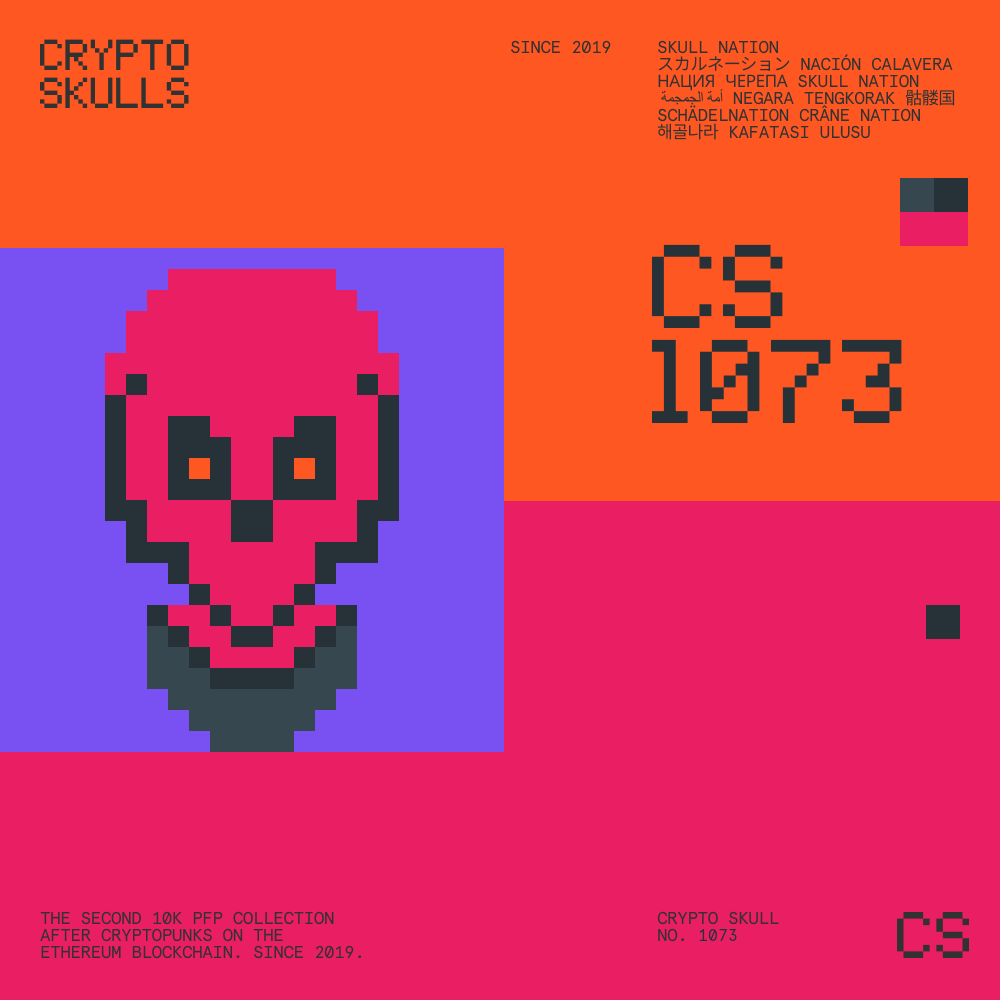 CRYPTO
SKULLS
SINCE 2019
SKULL NATION
スカルネーション NACIÓN CALAVERA
НАЦИЯ ЧЕРЕПА SKULL NATION
أمة الجمجمة NEGARA TENGKORAK 骷髅国
SCHÄDELNATION CRÂNE NATION
해골나라 KAFATASI ULUSU
CS
1073
THE SECOND 10K PFP COLLECTION
AFTER CRYPTOPUNKS ON THE
ETHEREUM BLOCKCHAIN. SINCE 2019.
CRYPTO SKULL
NO. 1073
CS